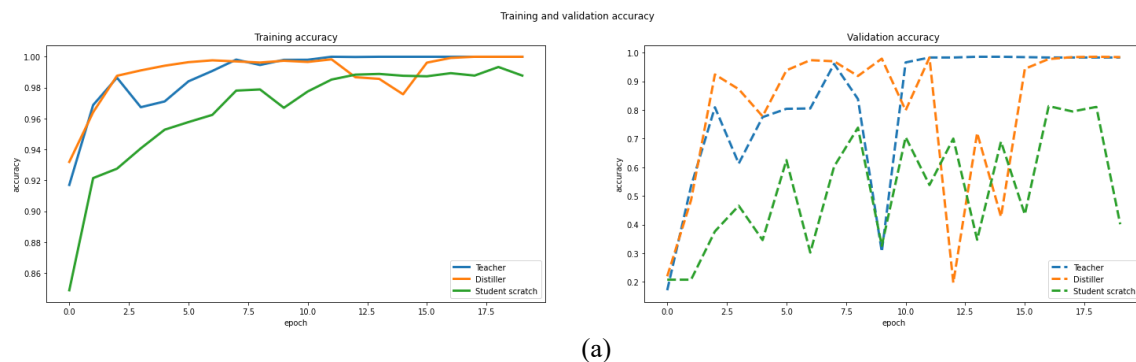 Training and validation accuracy
Training accuracy
1.00
0.98
0.96
0.94
0.92
0.90
0.88
0.86
accuracy
0.0
2.5
5.0
7.5
10.0
12.5
15.0
17.5
epoch
Teacher
Distiller
Student scratch
Validation accuracy
1.0
0.9
0.8
0.7
0.6
0.5
0.4
0.3
0.2
accuracy
0.0
2.5
5.0
7.5
10.0
12.5
15.0
17.5
epoch
Teacher
Distiller
Student scratch
(a)